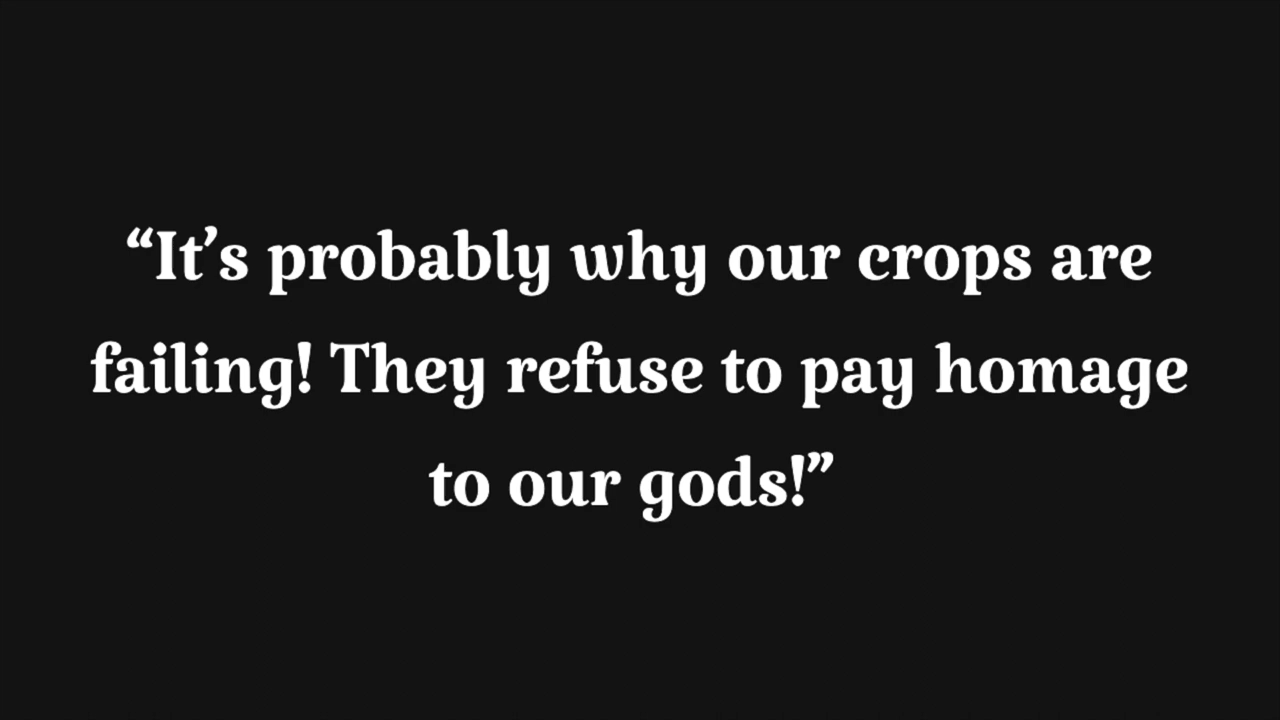 “It’s probably why our crops are
failing! They refuse to pay homage
to our gods!”